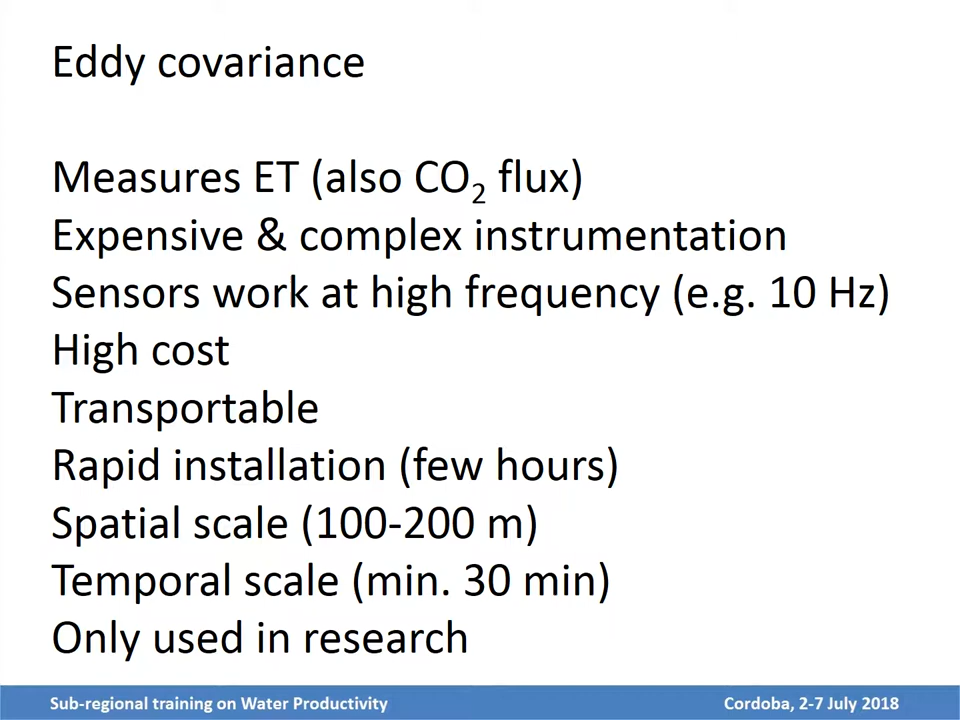 Eddy covariance
Measures ET (also CO₂ flux)
Expensive & complex instrumentation
Sensors work at high frequency (e.g. 10 Hz)
High cost
Transportable
Rapid installation (few hours)
Spatial scale (100-200 m)
Temporal scale (min. 30 min)
Only used in research
Sub-regional training on Water Productivity
Cordoba, 2-7 July 2018